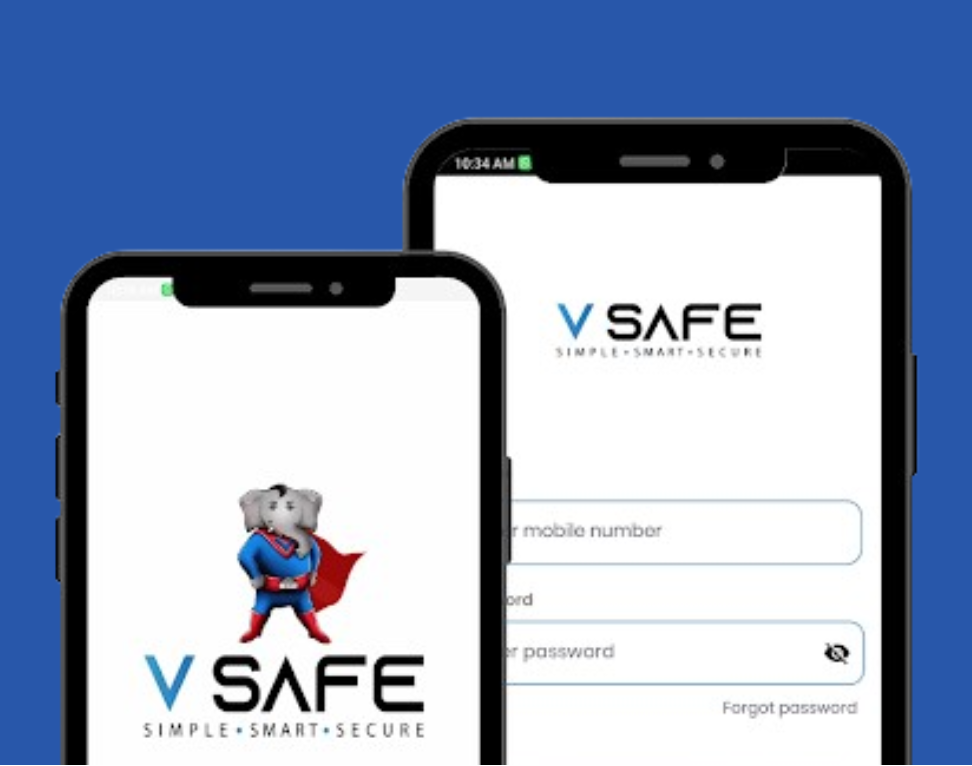 10:34 AM
V SAFE
SIMPLE • SMART • SECURE
r mobile number
ord
er password
Forgot password
V SAFE
SIMPLE • SMART • SECURE